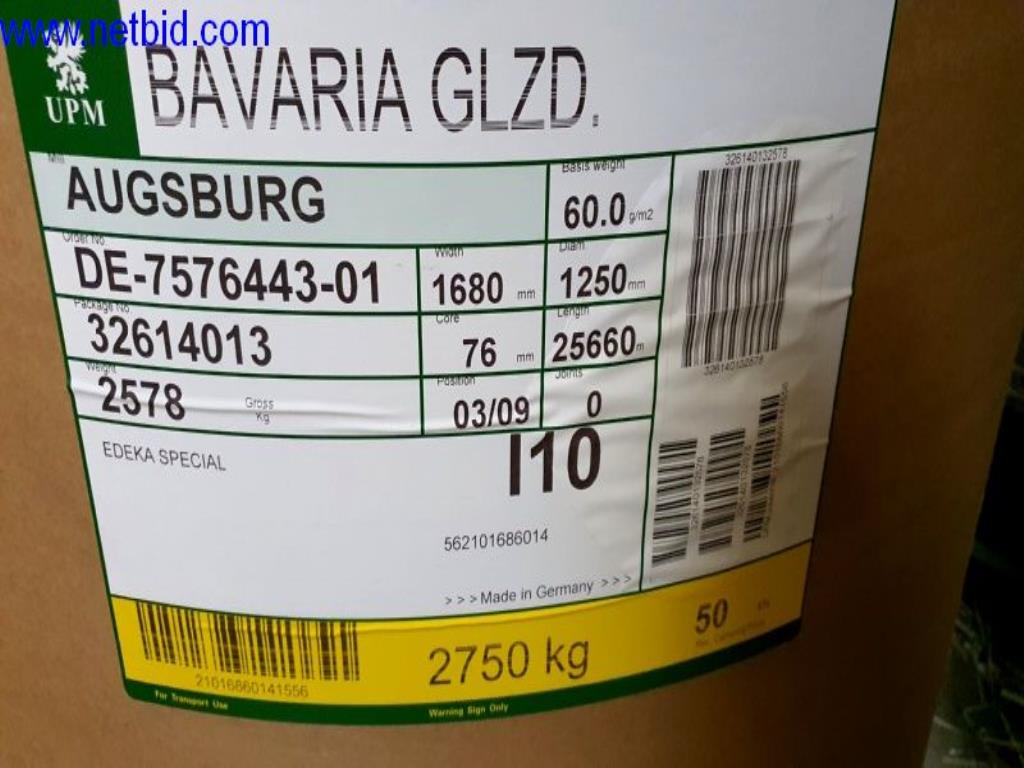 www.netbid.com
UPM
BAVARIA GLZD.
Mill
AUGSBURG
Basis weight
60.0 g/m2
Order No
DE-7576443-01
Width
1680 mm
Diam
1250 mm
Package No
32614013
Core
76 mm
Length
25660 m
Weight
2578 Gross Kg
Position
03/09
Joints
0
EDEKA SPECIAL
I10
562101686014
> > > Made in Germany > > >
326140132578
326140132578
326140132578
21016860141556
2750 kg
50
For Transport Use
Warning Sign Only